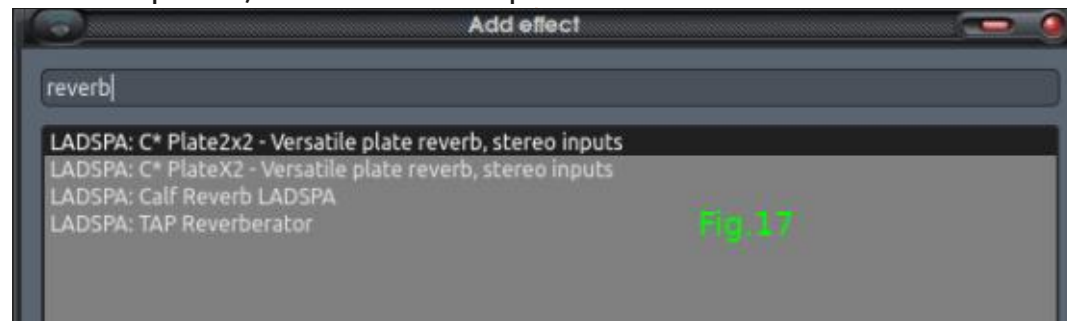 Add effect
reverb
LADSPA: C* Plate2x2 - Versatile plate reverb, stereo inputs
LADSPA: C* PlateX2 - Versatile plate reverb, stereo inputs
LADSPA: Calf Reverb LADSPA
LADSPA: TAP Reverberator
Fig.17